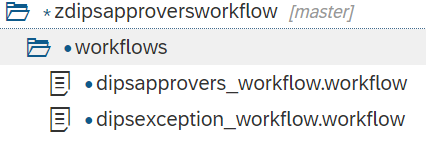 *zdipsapproversworkflow [master]
•workflows
•dipsapprovers_workflow.workflow
•dipsexception_workflow.workflow